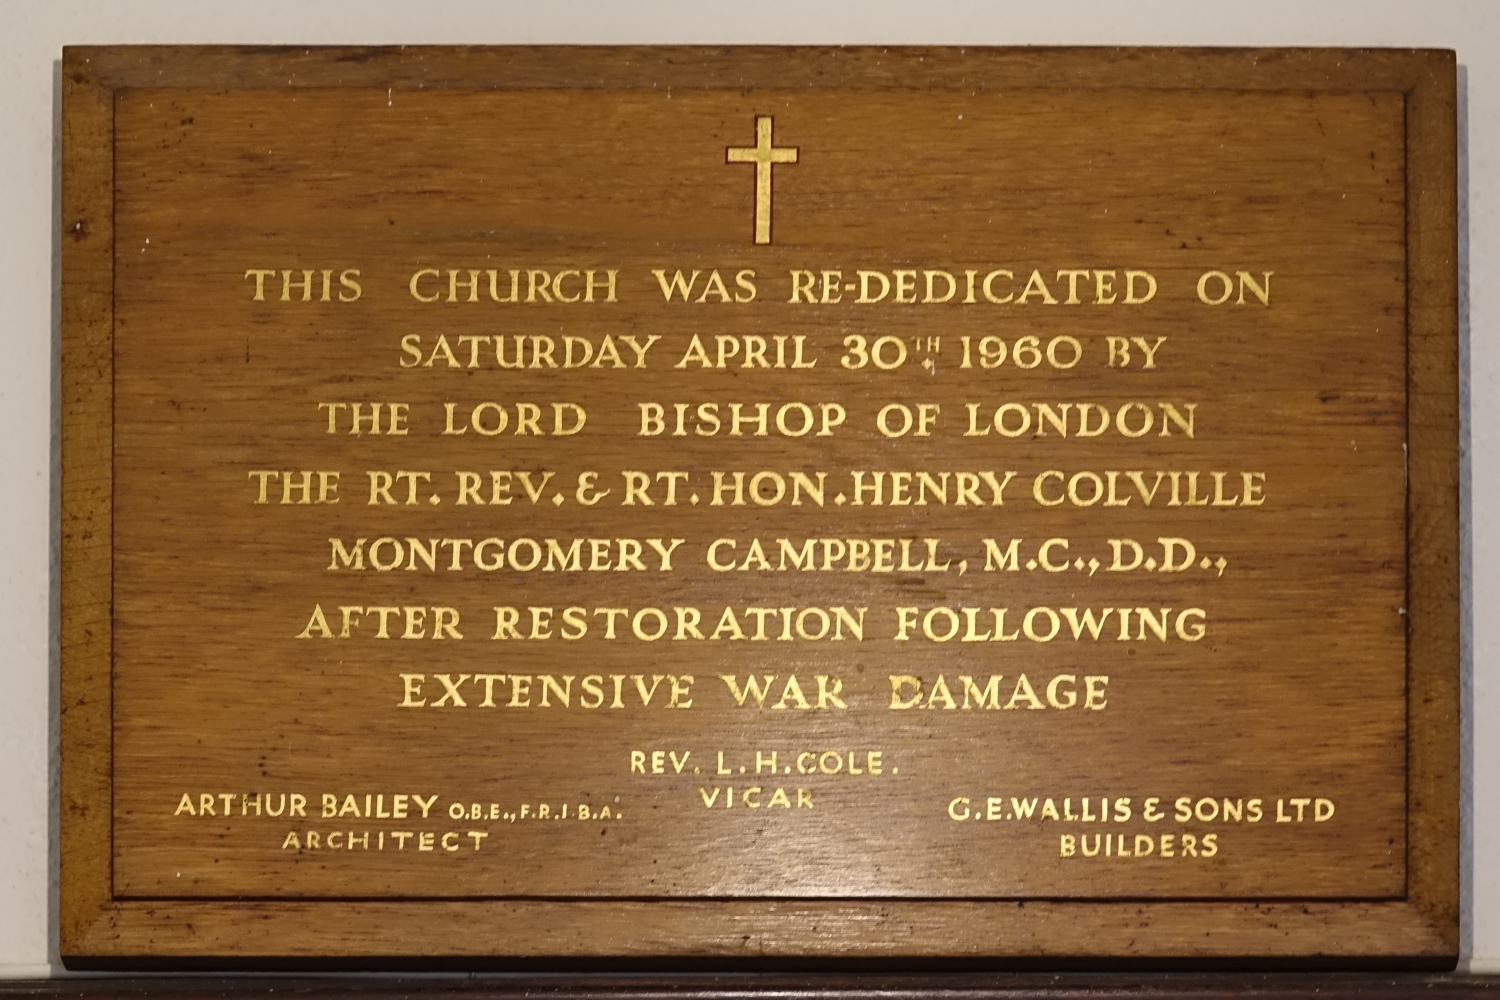 THIS CHURCH WAS RE-DEDICATED ON
SATURDAY APRIL 30TH 1960 BY
THE LORD BISHOP OF LONDON
THE RT. REV. & RT. HON. HENRY COLVILLE
MONTGOMERY CAMPBELL, M.C., D.D.,
AFTER RESTORATION FOLLOWING
EXTENSIVE WAR DAMAGE
REV. L.H.COLE.
VICAR
ARTHUR BAILEY O.B.E., F.R.I.B.A.
ARCHITECT
G.E.WALLIS & SONS LTD
BUILDERS